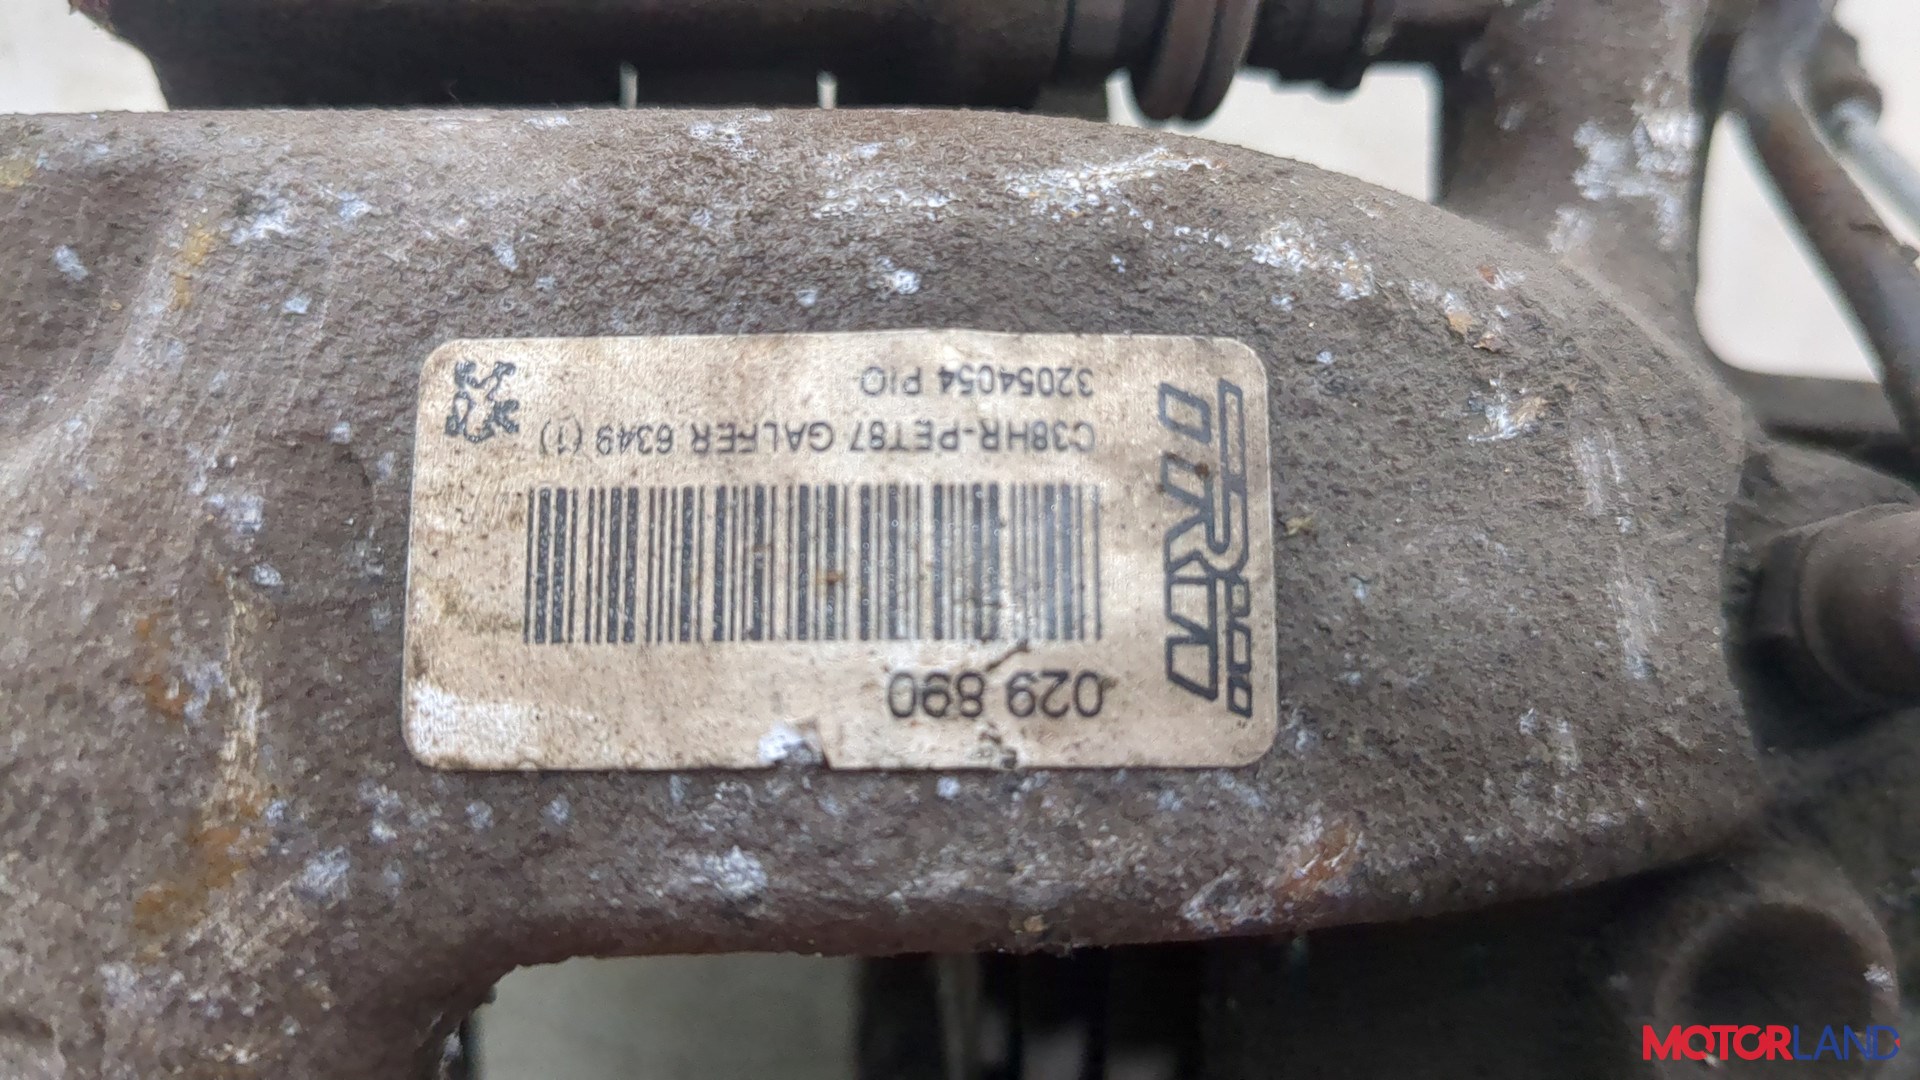 TRW
32054054 PIO
C38HR-PET87 GALFER 6349 (1)
029 890
MOTORLAND